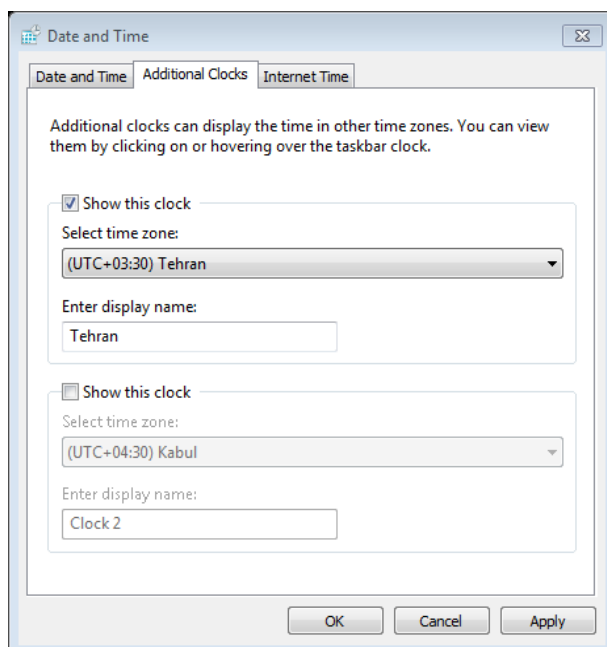 Date and Time
Date and Time Additional Clocks Internet Time
Additional clocks can display the time in other time zones. You can view
them by clicking on or hovering over the taskbar clock.
Show this clock
Select time zone:
(UTC+03:30) Tehran
Enter display name:
Tehran
Show this clock
Select time zone:
(UTC+04:30) Kabul
Enter display name:
Clock 2
OK Cancel Apply